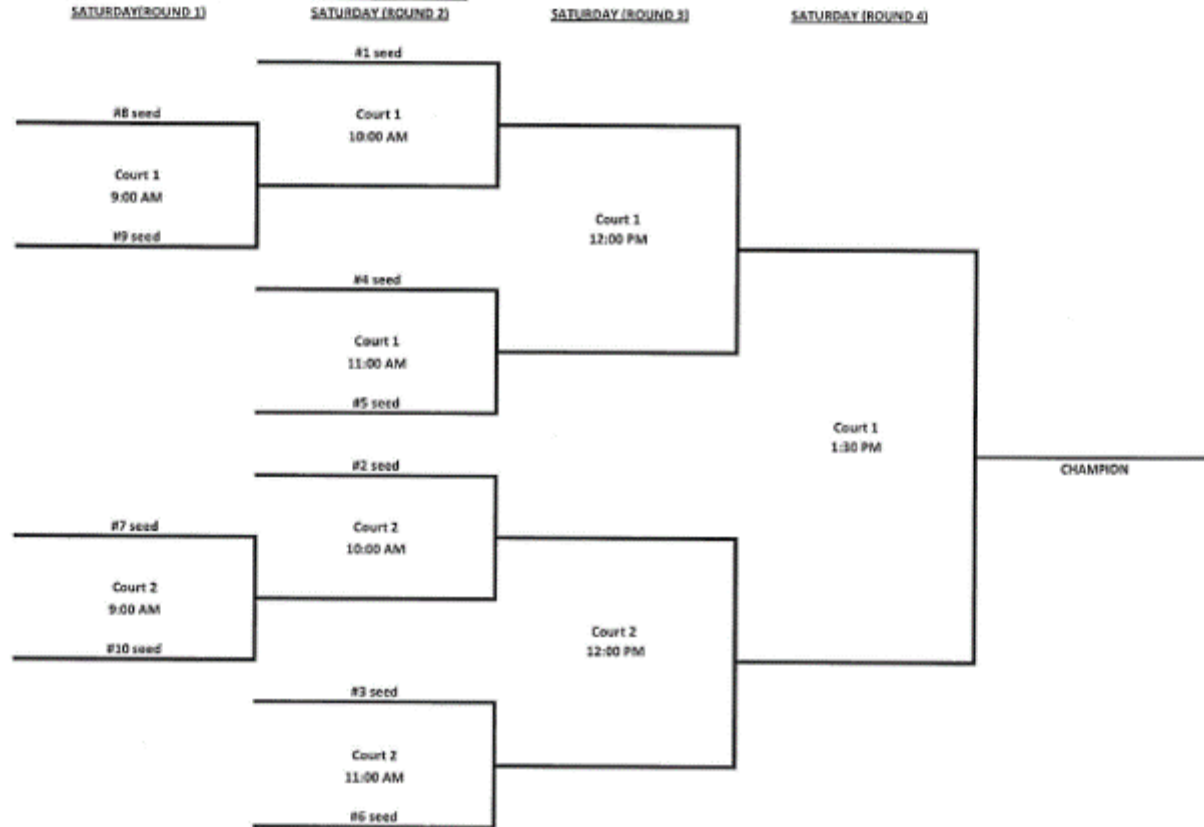 SATURDAY(ROUND 1)
SATURDAY (ROUND 2)
SATURDAY (ROUND 3)
SATURDAY (ROUND 4)
#1 seed
Court 1
10:00 AM
#8 seed
Court 1
9:00 AM
#9 seed
Court 1
12:00 PM
#4 seed
Court 1
11:00 AM
#5 seed
Court 1
1:30 PM
CHAMPION
#2 seed
Court 2
10:00 AM
#7 seed
Court 2
9:00 AM
#10 seed
Court 2
12:00 PM
#3 seed
Court 2
11:00 AM
#6 seed